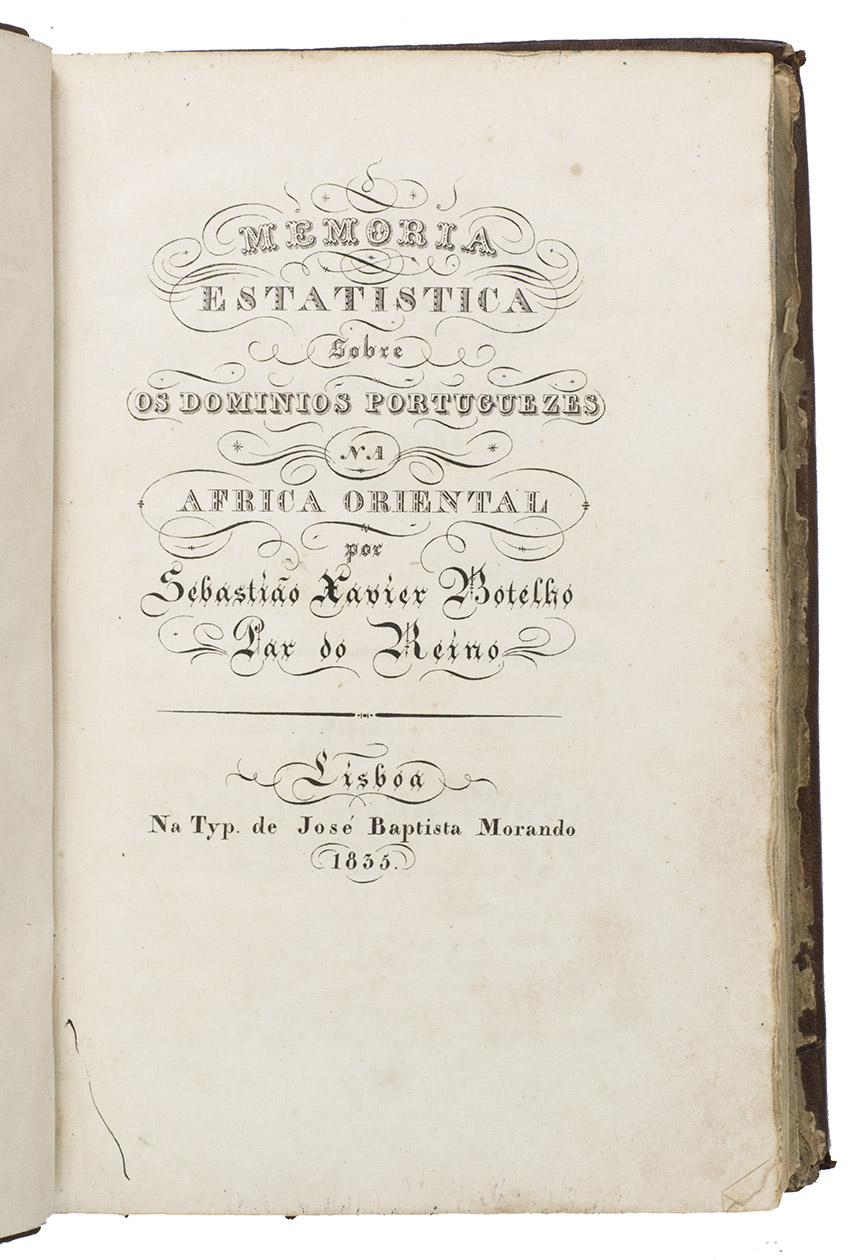 MEMORIA
ESTATISTICA
Sobre
OS DOMINIOS PORTUGUEZES
NA
AFRICA ORIENTAL
por
Sebastião Xavier Botelho
Par do Reino
Lisboa
Na Typ. de José Baptista Morando
1835.